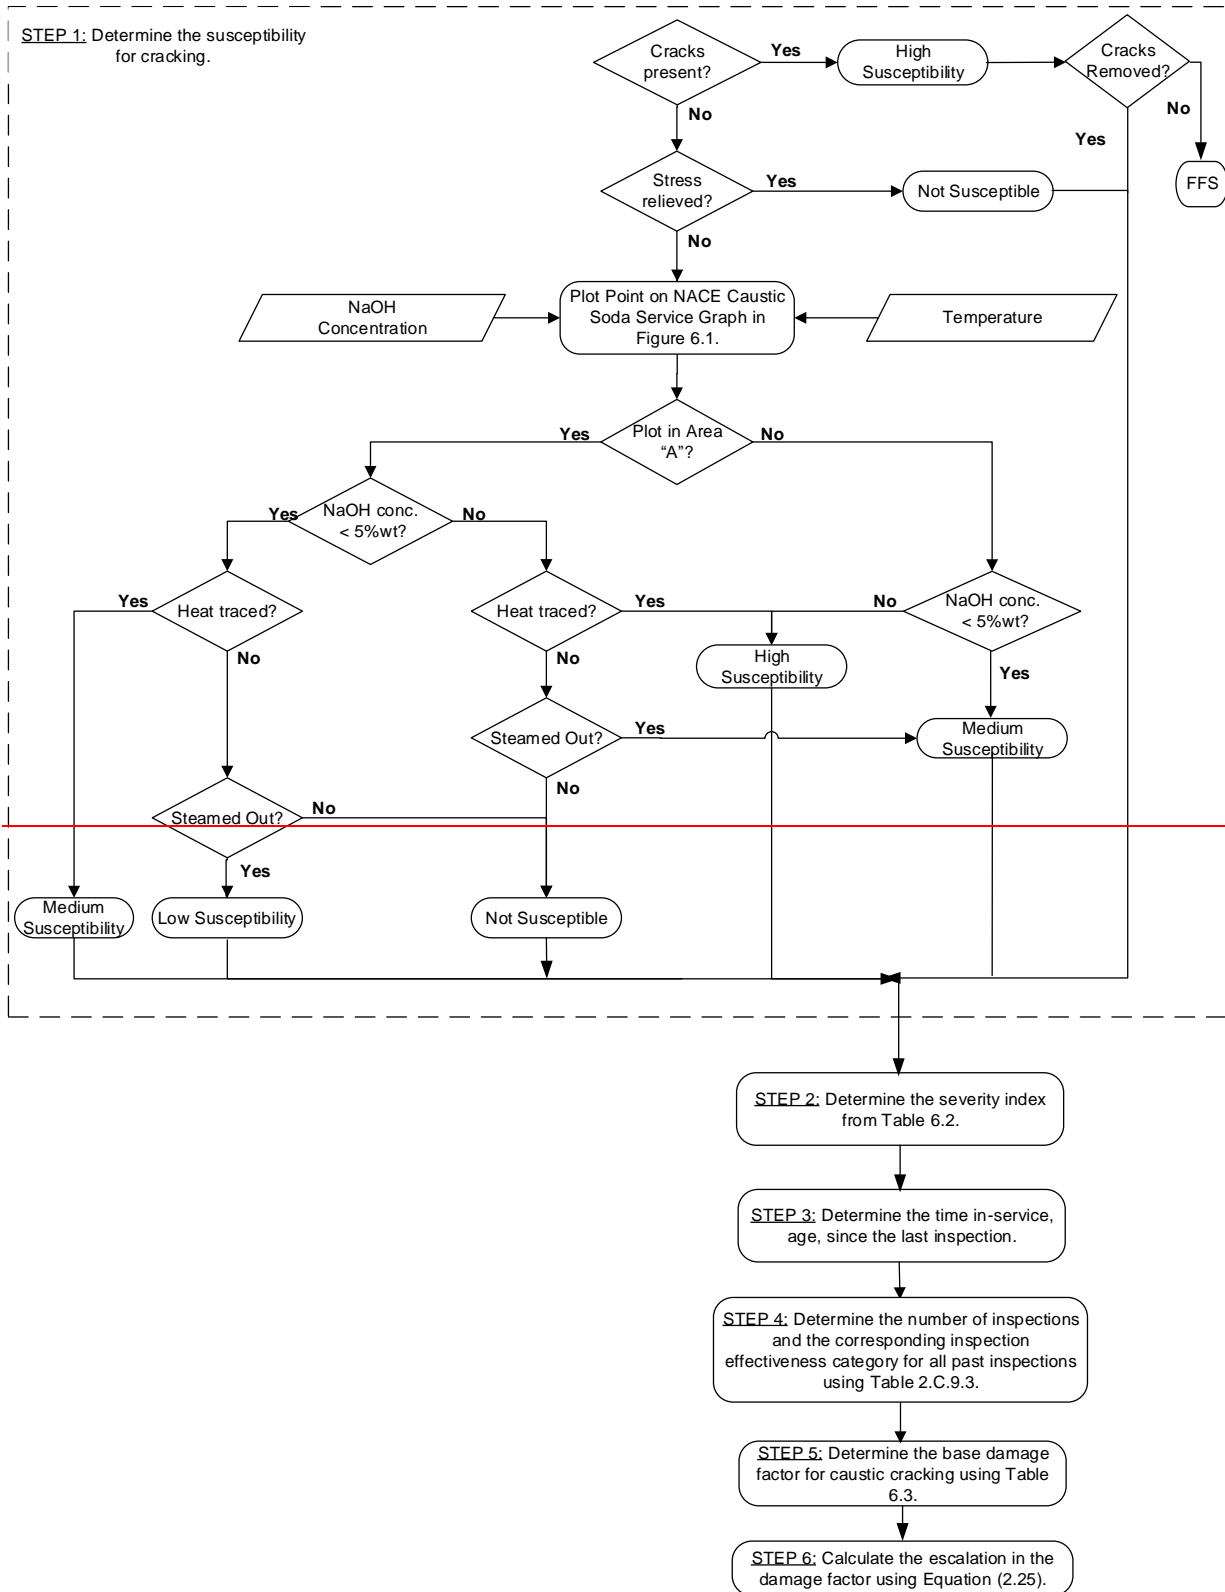 STEP 1: Determine the susceptibility
for cracking.
Cracks
present?
Yes
High
Susceptibility
Cracks
Removed?
No
No
Yes
Stress
relieved?
Yes
Not Susceptible
FFS
No
NaOH
Concentration
Plot Point on NACE Caustic
Soda Service Graph in
Figure 6.1.
Temperature
Yes
Plot in Area
“A”?
No
Yes
NaOH conc.
< 5%wt?
No
Yes
Heat traced?
Heat traced?
Yes
No
NaOH conc.
< 5%wt?
No
No
High
Susceptibility
Yes
Steamed Out?
Yes
Medium
Susceptibility
No
Steamed Out?
No
Yes
Medium
Susceptibility
Low Susceptibility
Not Susceptible
STEP 2: Determine the severity index
from Table 6.2.
STEP 3: Determine the time in-service,
age, since the last inspection.
STEP 4: Determine the number of inspections
and the corresponding inspection
effectiveness category for all past inspections
using Table 2.C.9.3.
STEP 5: Determine the base damage
factor for caustic cracking using Table
6.3.
STEP 6: Calculate the escalation in the
damage factor using Equation (2.25).